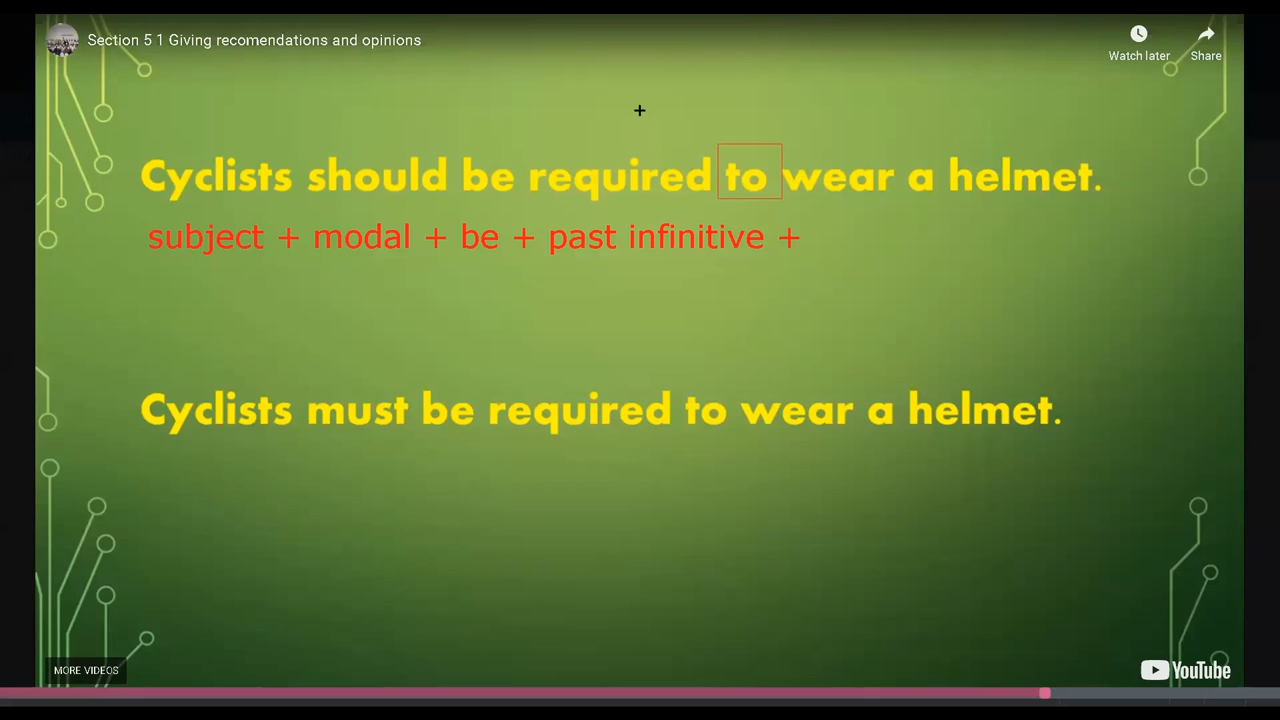 Section 5 1 Giving recomendations and opinions
Watch later
Share
Cyclists should be required to wear a helmet.
subject + modal + be + past infinitive +
Cyclists must be required to wear a helmet.
MORE VIDEOS
YouTube